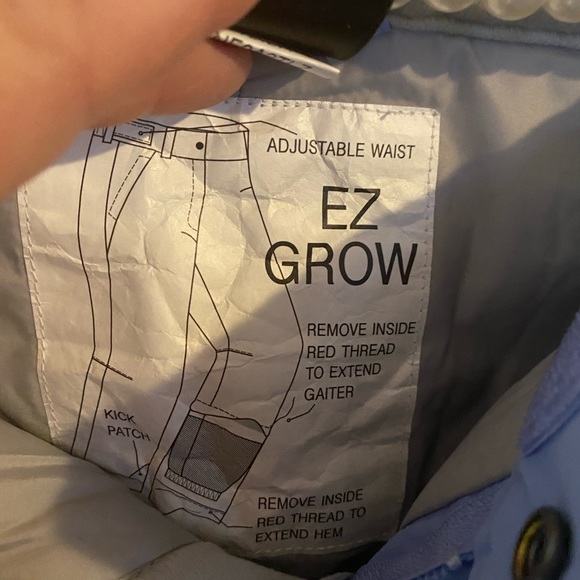 ADJUSTABLE WAIST
EZ
GROW
REMOVE INSIDE
RED THREAD
TO EXTEND
GAITER
KICK
PATCH
REMOVE INSIDE
RED THREAD TO
EXTEND HEM